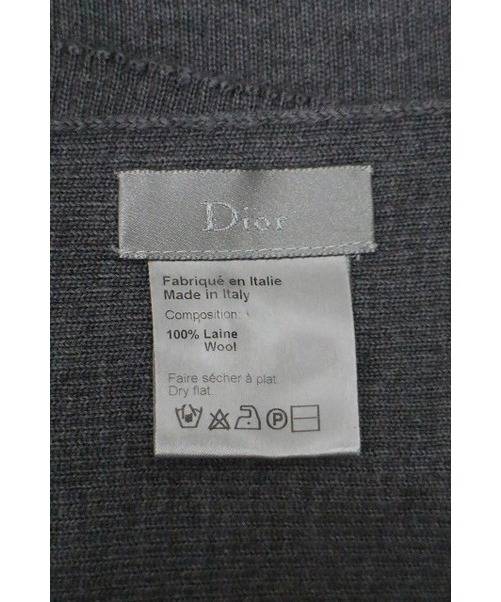 Dior
Fabriqué en Italie
Made in Italy
Composition:
100% Laine
Wool
Faire sécher à plat
Dry flat
P